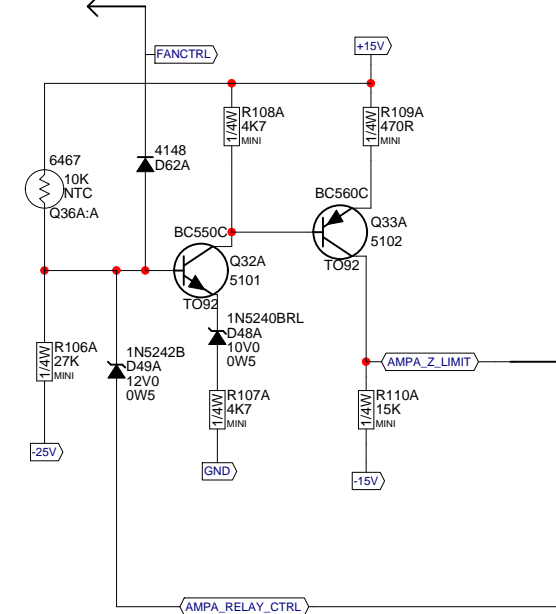 FANCTRL
+15V
R108A
4K7
MINI
1/4W
R109A
470R
MINI
1/4W
4148
D62A
6467
10K
NTC
Q36A:A
BC550C
Q32A
5101
TO92
BC560C
Q33A
5102
TO92
R106A
27K
MINI
1/4W
1N5242B
D49A
12V0
0W5
1N5240BRL
D48A
10V0
0W5
R107A
4K7
MINI
1/4W
AMPA_Z_LIMIT
R110A
15K
MINI
1/4W
-25V
GND
-15V
AMPA_RELAY_CTRL